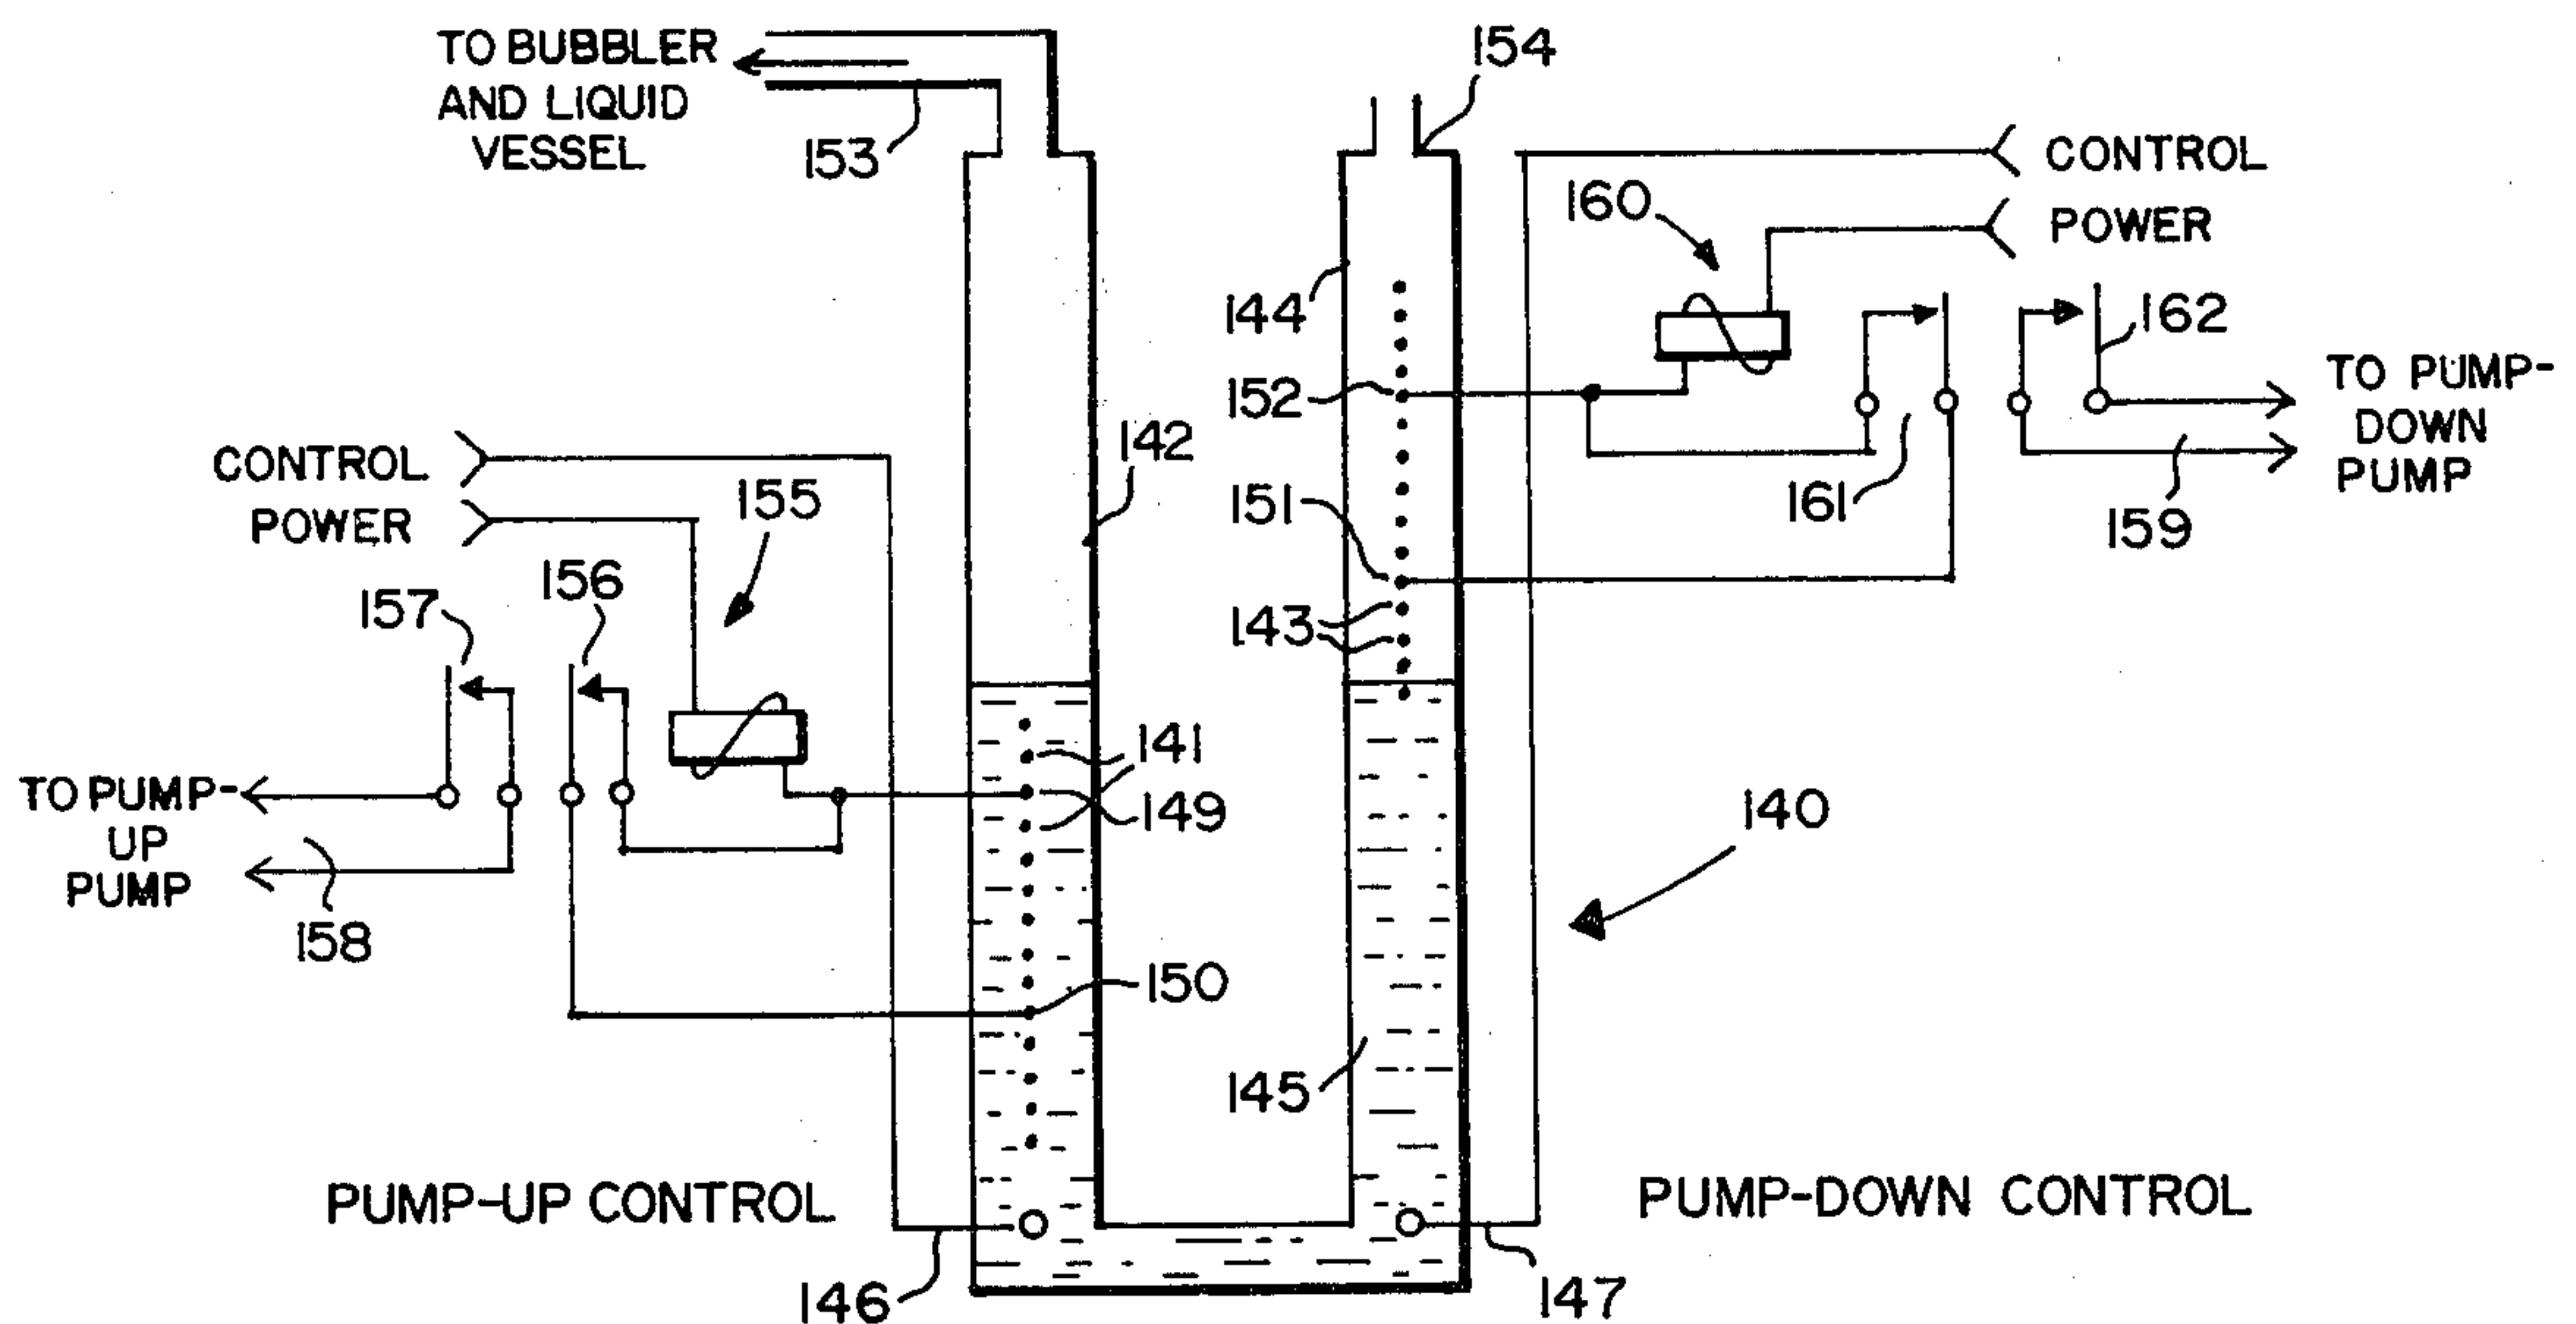 TO BUBBLER
AND LIQUID
VESSEL
153
154
CONTROL
POWER
160
144
162
152
TO PUMP-
DOWN
PUMP
142
CONTROL
POWER
155
151
161
159
156
157
143
141
149
TO PUMP-
UP
PUMP
140
158
150
145
PUMP-UP CONTROL
PUMP-DOWN CONTROL
146
147